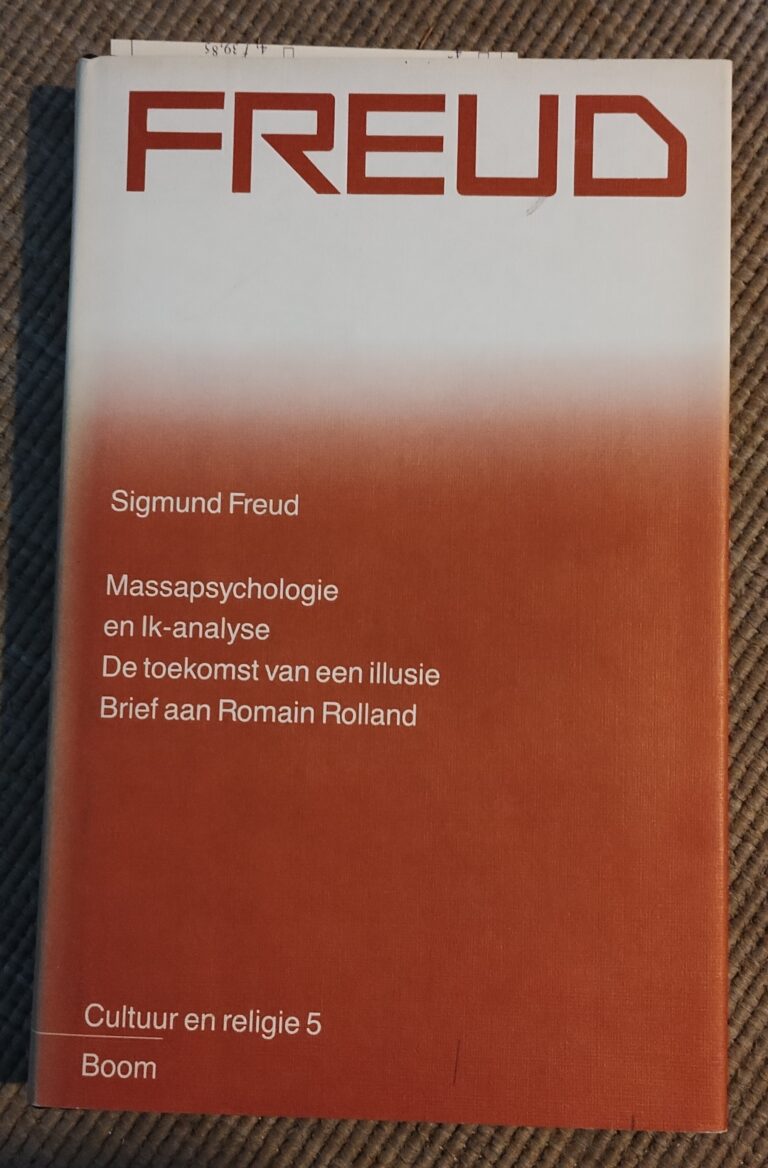 FREUD
Sigmund Freud
Massapsychologie
en Ik-analyse
De toekomst van een illusie
Brief aan Romain Rolland
Cultuur en religie 5
Boom